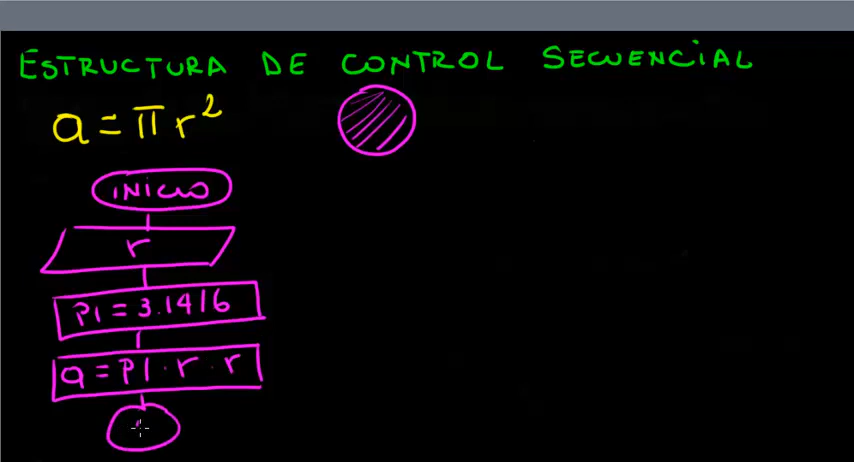 ESTRUCTURA DE CONTROL SECUENCIAL
a = π r²
INICIO
r
PI = 3.1416
a = PI · r · r